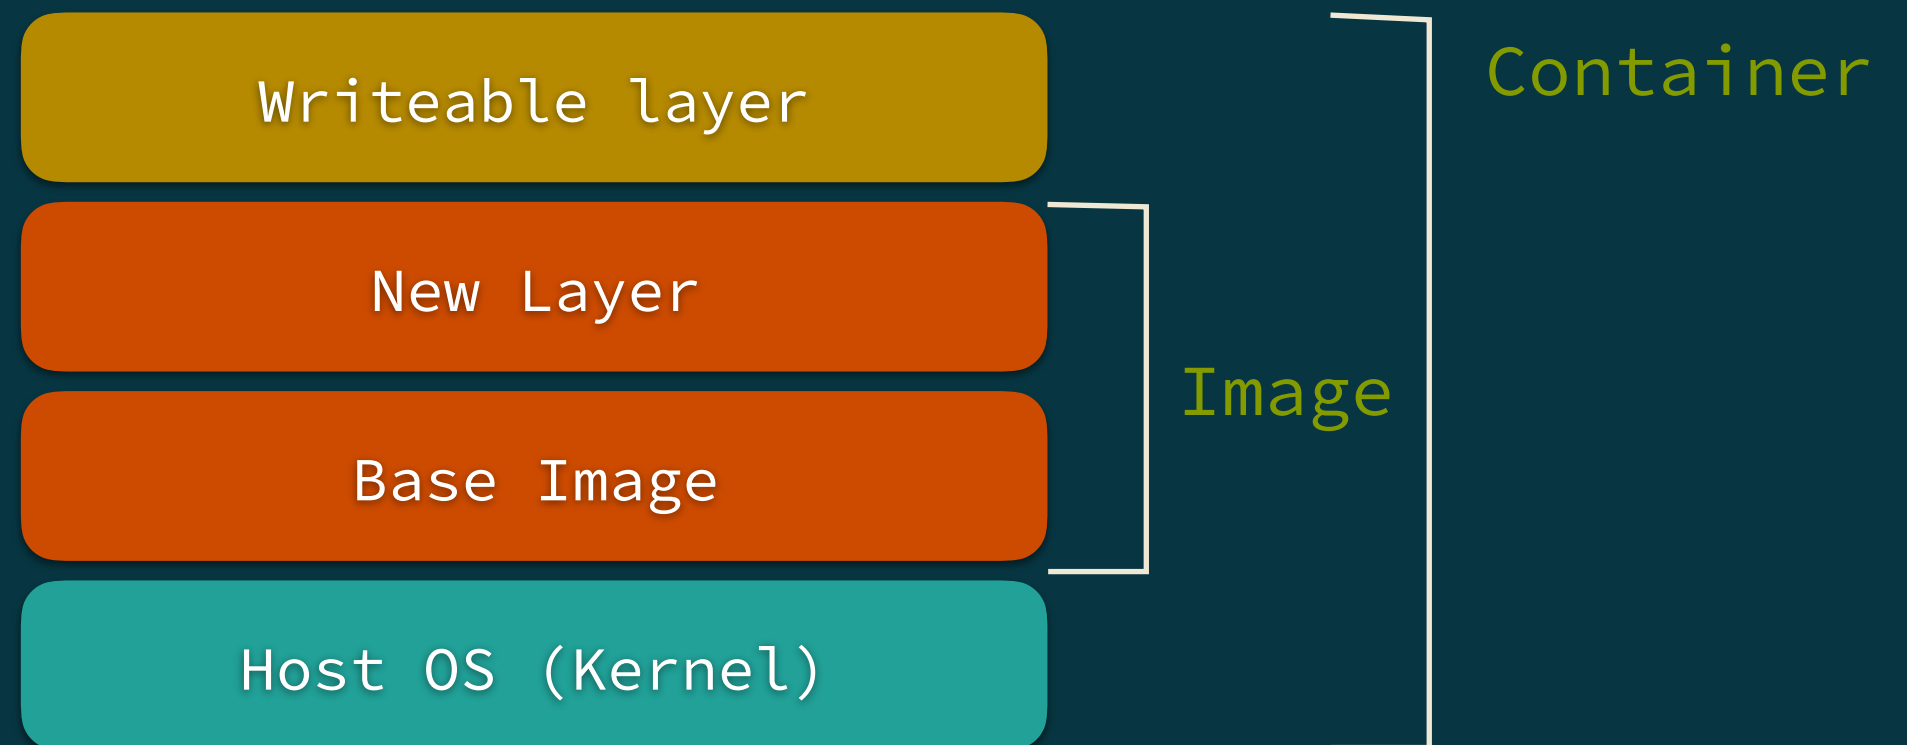 Writeable layer
Container
New Layer
Image
Base Image
Host OS (Kernel)